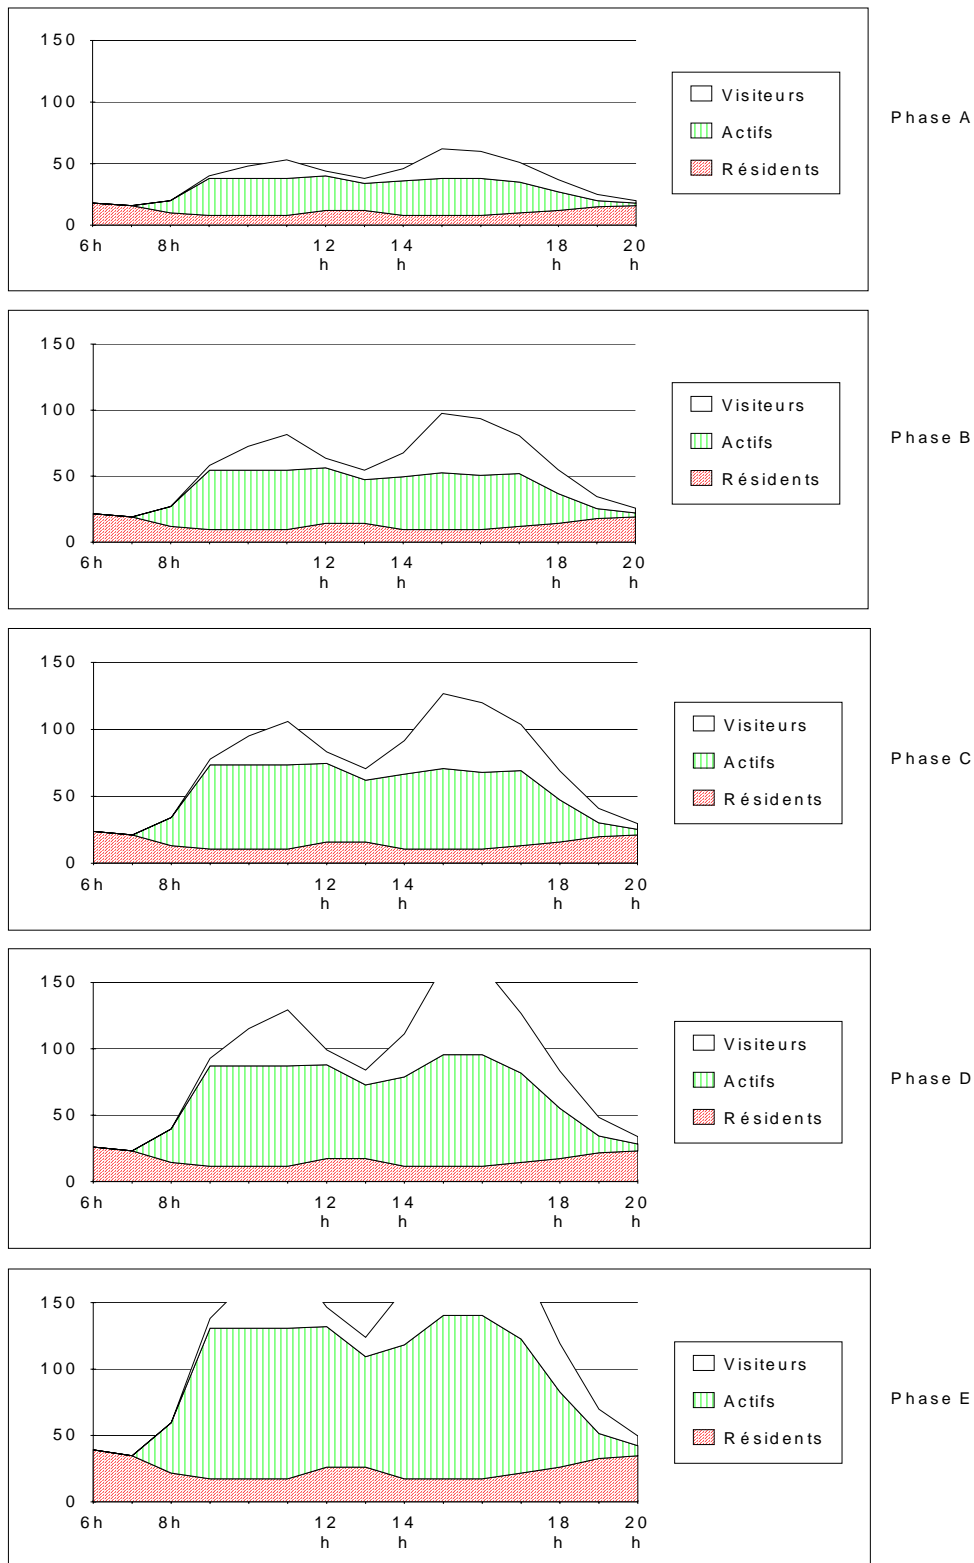 150
100
50
0
6h 8h 12 h 14 h 18 h 20 h
Visiteurs
Actifs
Résidents
Phase A
150
100
50
0
6h 8h 12 h 14 h 18 h 20 h
Visiteurs
Actifs
Résidents
Phase B
150
100
50
0
6h 8h 12 h 14 h 18 h 20 h
Visiteurs
Actifs
Résidents
Phase C
150
100
50
0
6h 8h 12 h 14 h 18 h 20 h
Visiteurs
Actifs
Résidents
Phase D
150
100
50
0
6h 8h 12 h 14 h 18 h 20 h
Visiteurs
Actifs
Résidents
Phase E